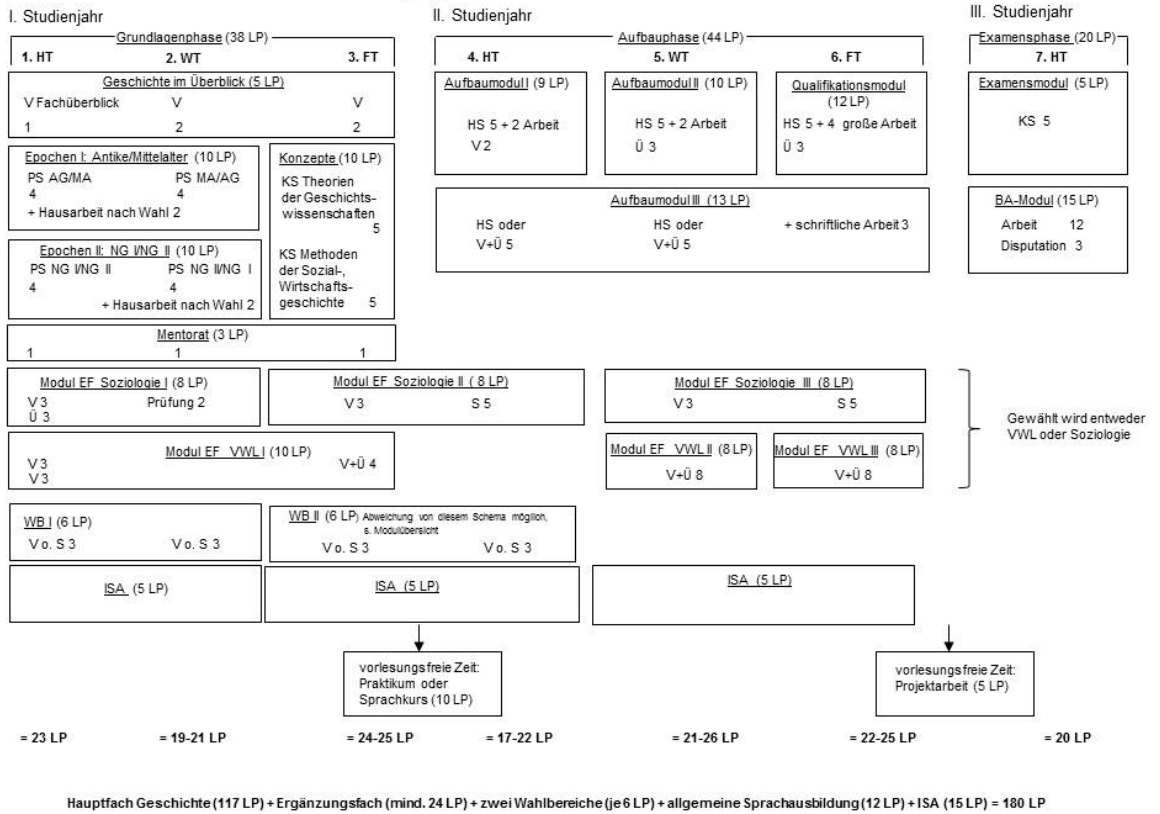 I. Studienjahr
II. Studienjahr
III. Studienjahr
Grundlagenphase (38 LP)
Aufbauphase (44 LP)
Examensphase (20 LP)
1. HT
2. WT
3. FT
4. HT
5. WT
6. FT
7. HT
Geschichte im Überblick (5 LP)
V Fachüberblick
V
V
1
2
2
Aufbaumodul I (9 LP)
HS 5 + 2 Arbeit
V 2
Aufbaumodul II (10 LP)
HS 5 + 2 Arbeit
Ü 3
Qualifikationsmodul
(12 LP)
HS 5 + 4 große Arbeit
Ü 3
Examensmodul (5 LP)
KS 5
Epochen I: Antike/Mittelalter (10 LP)
PS AG/MA
PS MA/AG
4
4
+ Hausarbeit nach Wahl 2
Konzepte (10 LP)
KS Theorien
der Geschichts
wissenschaften
5
KS Methoden
der Sozial-,
Wirtschafts-
geschichte 5
Aufbaumodul III (13 LP)
HS oder
V+Ü 5
HS oder
V+Ü 5
+ schriftliche Arbeit 3
BA-Modul (15 LP)
Arbeit 12
Disputation 3
Epochen II: NG I/NG II (10 LP)
PS NG I/NG II
PS NG II/NG I
4
4
+ Hausarbeit nach Wahl 2
Mentorat (3 LP)
1
1
1
Modul EF Soziologie I (8 LP)
V 3
Prüfung 2
Ü 3
Modul EF Soziologie II ( 8 LP)
V 3
S 5
Modul EF Soziologie III (8 LP)
V 3
S 5
Gewählt wird entweder
VWL oder Soziologie
Modul EF VWL I (10 LP)
V 3
V 3
V+Ü 4
Modul EF VWL II (8 LP)
V+Ü 8
Modul EF VWL III (8 LP)
V+Ü 8
WB I (6 LP)
V o. S 3
V o. S 3
WB II (6 LP) Abweichung von diesem Schema möglich,
s. Modulübersicht
V o. S 3
V o. S 3
ISA (5 LP)
ISA (5 LP)
ISA (5 LP)
vorlesungsfreie Zeit:
Praktikum oder
Sprachkurs (10 LP)
vorlesungsfreie Zeit:
Projektarbeit (5 LP)
= 23 LP
= 19-21 LP
= 24-25 LP
= 17-22 LP
= 21-26 LP
= 22-25 LP
= 20 LP
Hauptfach Geschichte (117 LP) + Ergänzungsfach (mind. 24 LP) + zwei Wahlbereiche (je 6 LP) + allgemeine Sprachausbildung (12 LP) + ISA (15 LP) = 180 LP